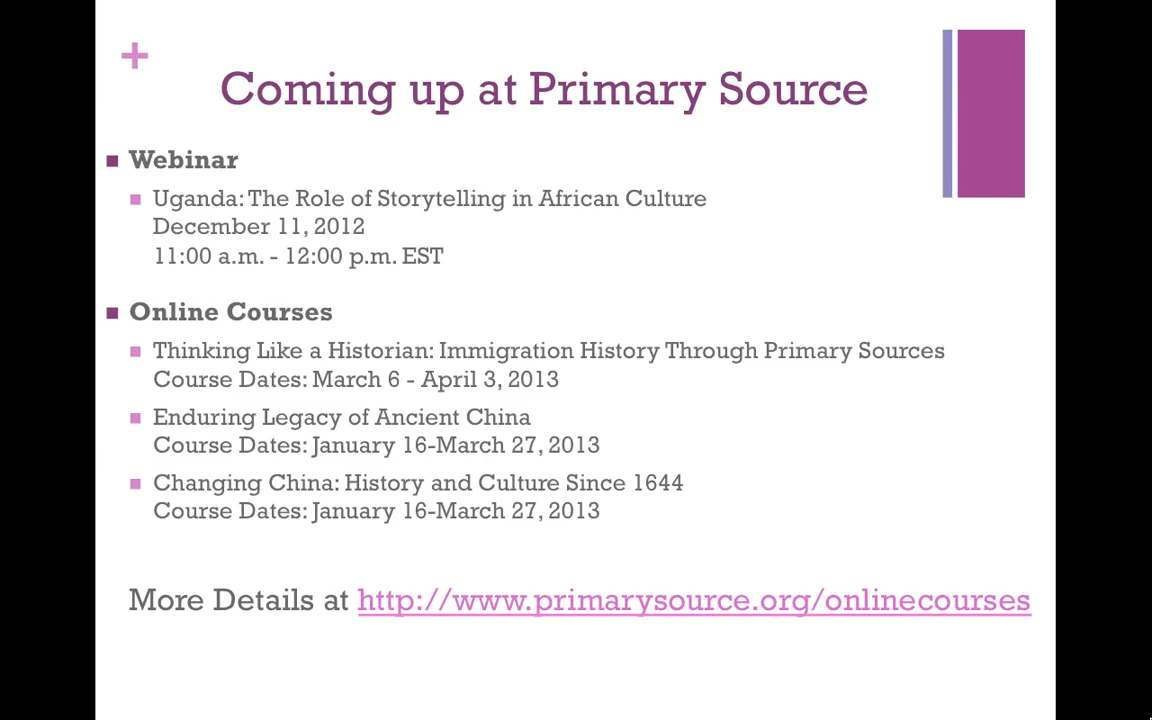 +
Coming up at Primary Source
Webinar
Uganda: The Role of Storytelling in African Culture
December 11, 2012
11:00 a.m. - 12:00 p.m. EST
Online Courses
Thinking Like a Historian: Immigration History Through Primary Sources
Course Dates: March 6 - April 3, 2013
Enduring Legacy of Ancient China
Course Dates: January 16-March 27, 2013
Changing China: History and Culture Since 1644
Course Dates: January 16-March 27, 2013
More Details at http://www.primarysource.org/onlinecourses